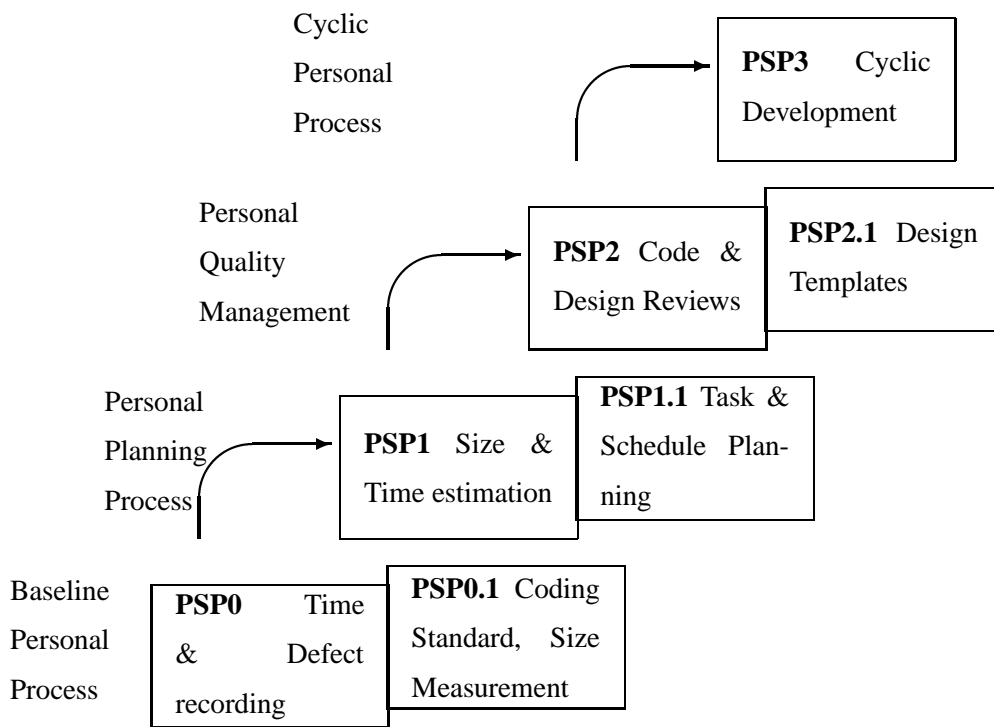 Cyclic
Personal
Process
PSP3 Cyclic
Development
Personal
Quality
Management
PSP2 Code &
Design Reviews
PSP2.1 Design
Templates
Personal
Planning
Process
PSP1 Size &
Time estimation
PSP1.1 Task &
Schedule Plan-
ning
Baseline
Personal
Process
PSP0 Time
& Defect
recording
PSP0.1 Coding
Standard, Size
Measurement